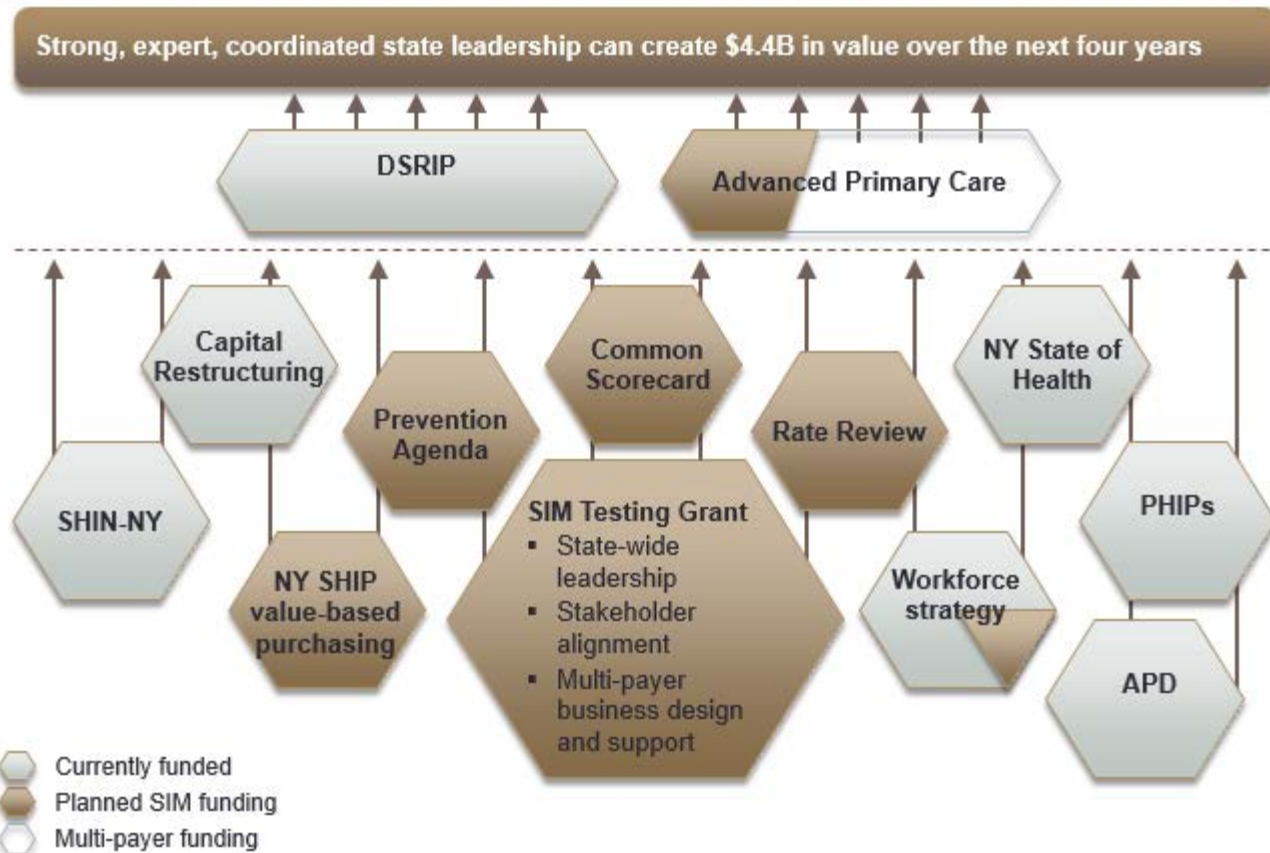 Strong, expert, coordinated state leadership can create $4.4B in value over the next four years
DSRIP
Advanced Primary Care
Capital
Restructuring
Common
Scorecard
NY State of
Health
Prevention
Agenda
Rate Review
SHIN-NY
PHIPs
NY SHIP
value-based
purchasing
SIM Testing Grant
▪ State-wide
leadership
▪ Stakeholder
alignment
▪ Multi-payer
business design
and support
Workforce
strategy
APD
Currently funded
Planned SIM funding
Multi-payer funding